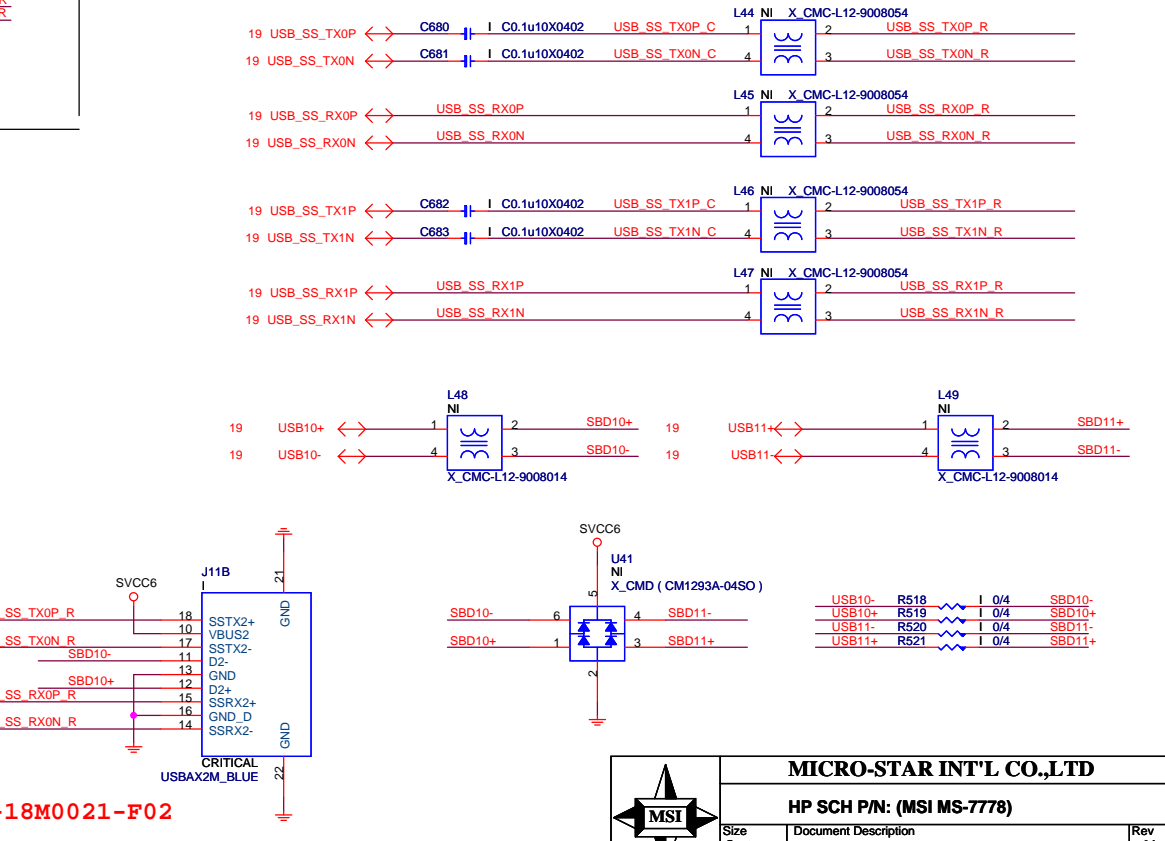 R
L44 NI X_CMC-L12-9008054
19 USB_SS_TX0P C680 I C0.1u10X0402 USB_SS_TX0P_C 1 2 USB_SS_TX0P_R
19 USB_SS_TX0N C681 I C0.1u10X0402 USB_SS_TX0N_C 4 3 USB_SS_TX0N_R
L45 NI X_CMC-L12-9008054
19 USB_SS_RX0P USB_SS_RX0P 1 2 USB_SS_RX0P_R
19 USB_SS_RX0N USB_SS_RX0N 4 3 USB_SS_RX0N_R
L46 NI X_CMC-L12-9008054
19 USB_SS_TX1P C682 I C0.1u10X0402 USB_SS_TX1P_C 1 2 USB_SS_TX1P_R
19 USB_SS_TX1N C683 I C0.1u10X0402 USB_SS_TX1N_C 4 3 USB_SS_TX1N_R
L47 NI X_CMC-L12-9008054
19 USB_SS_RX1P USB_SS_RX1P 1 2 USB_SS_RX1P_R
19 USB_SS_RX1N USB_SS_RX1N 4 3 USB_SS_RX1N_R
L48
NI
19 USB10+ 1 2 SBD10+
19 USB10- 4 3 SBD10-
X_CMC-L12-9008014
L49
NI
19 USB11+ 1 2 SBD11+
19 USB11- 4 3 SBD11-
X_CMC-L12-9008014
SVCC6
J11B
I
21
GND
SS_TX0P_R 18 SSTX2+
10 VBUS2
SS_TX0N_R 17 SSTX2-
SBD10- 11 D2-
13 GND
SBD10+ 12 D2+
SS_RX0P_R 15 SSRX2+
16 GND_D
SS_RX0N_R 14 SSRX2-
GND
22
CRITICAL
USBAX2M_BLUE
-18M0021-F02
SVCC6
U41
NI
X_CMD ( CM1293A-04SO )
5
SBD10- 6 4 SBD11-
SBD10+ 1 3 SBD11+
2
USB10- R518 I 0/4 SBD10-
USB10+ R519 I 0/4 SBD10+
USB11- R520 I 0/4 SBD11-
USB11+ R521 I 0/4 SBD11+
MSI
MICRO-STAR INT'L CO.,LTD
HP SCH P/N: (MSI MS-7778)
Size Document Description Rev